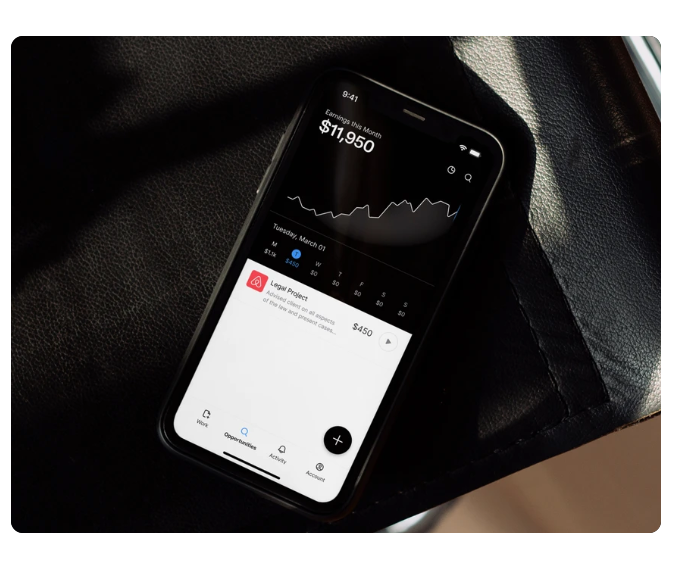 9:41
Earnings this Month
$11,950
Tuesday, March 01
M T W T F S S
$1.1k $450 $0 $0 $0 $0 $0
Legal Project
Advised client on all aspects
of the law and present cases...
$450
Work
Opportunities
Activity
Account